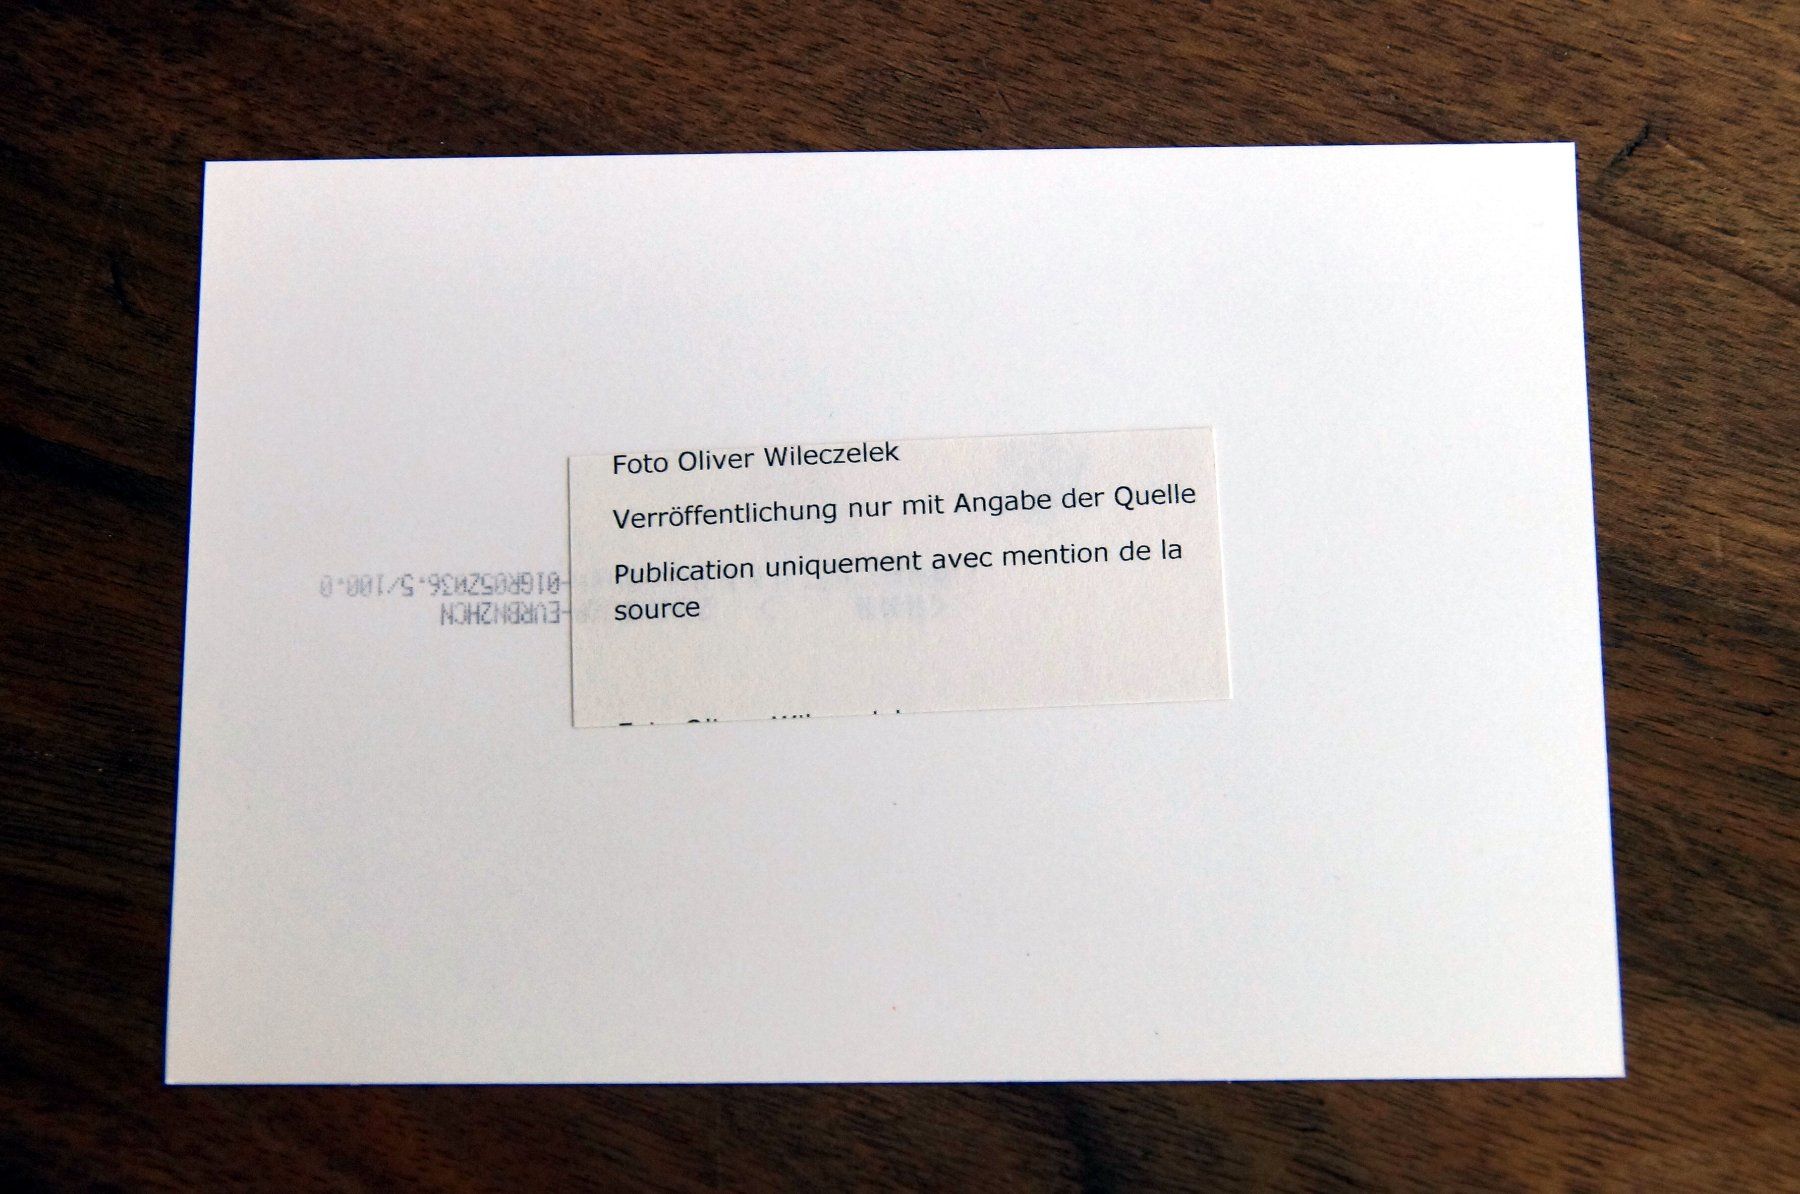 Foto Oliver Wileczelek
Verröffentlichung nur mit Angabe der Quelle
Publication uniquement avec mention de la
source